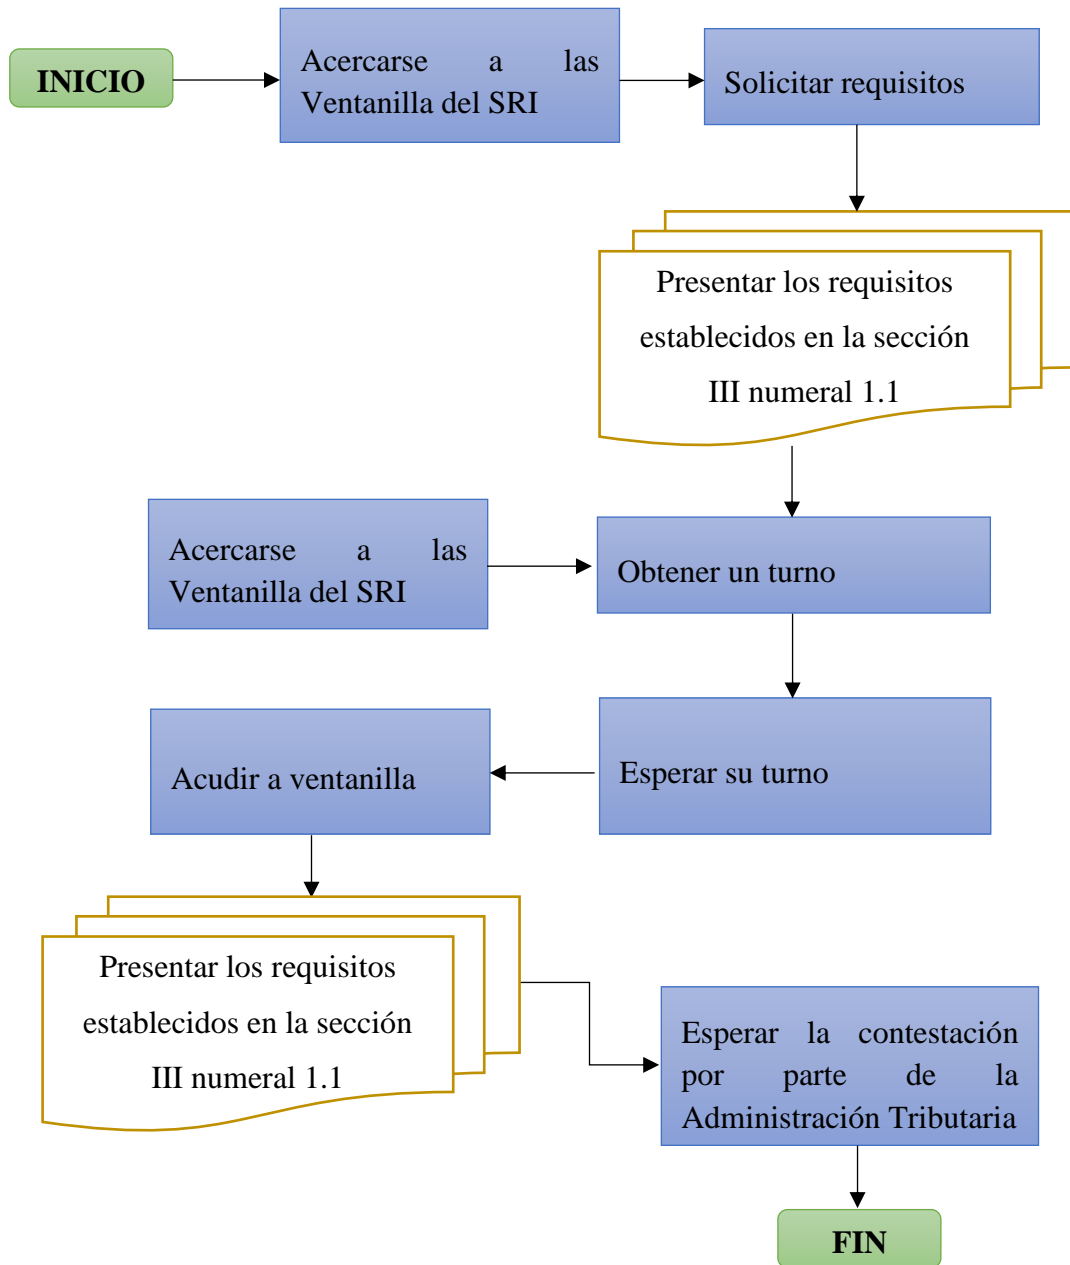 INICIO
Acercarse a las
Ventanilla del SRI
Solicitar requisitos
Presentar los requisitos
establecidos en la sección
III numeral 1.1
Acercarse a las
Ventanilla del SRI
Obtener un turno
Acudir a ventanilla
Esperar su turno
Presentar los requisitos
establecidos en la sección
III numeral 1.1
Esperar la contestación
por parte de la
Administración Tributaria
FIN